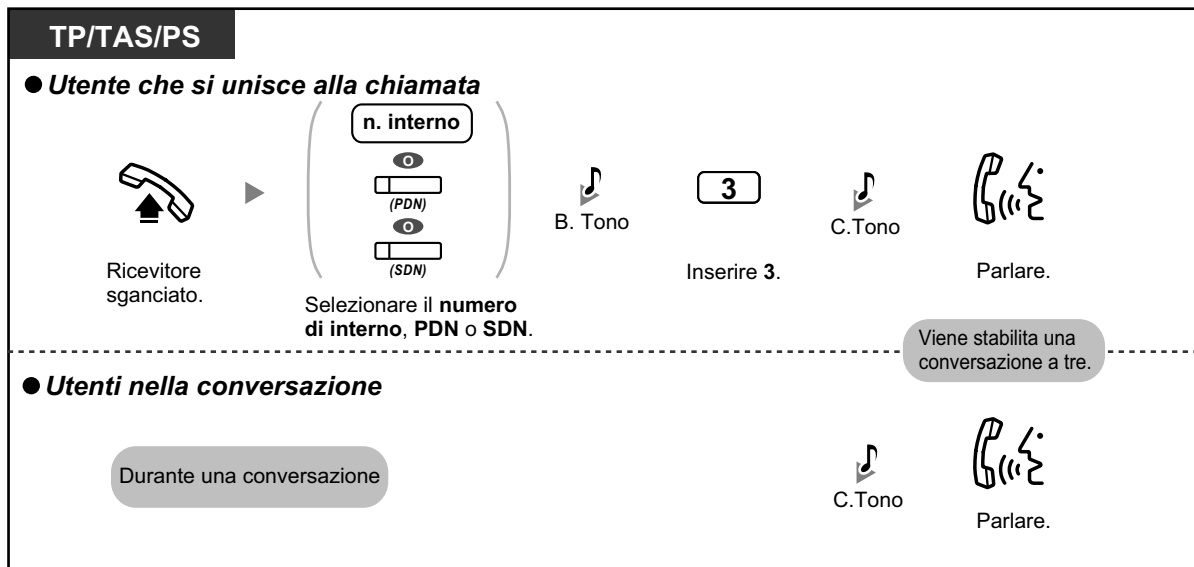 TP/TAS/PS
● Utente che si unisce alla chiamata
n. interno
O
(PDN)
O
(SDN)
B. Tono
3
C.Tono
Ricevitore
sganciato.
Selezionare il numero
di interno, PDN o SDN.
Inserire 3.
Parlare.
Viene stabilita una
conversazione a tre.
● Utenti nella conversazione
Durante una conversazione
C.Tono
Parlare.